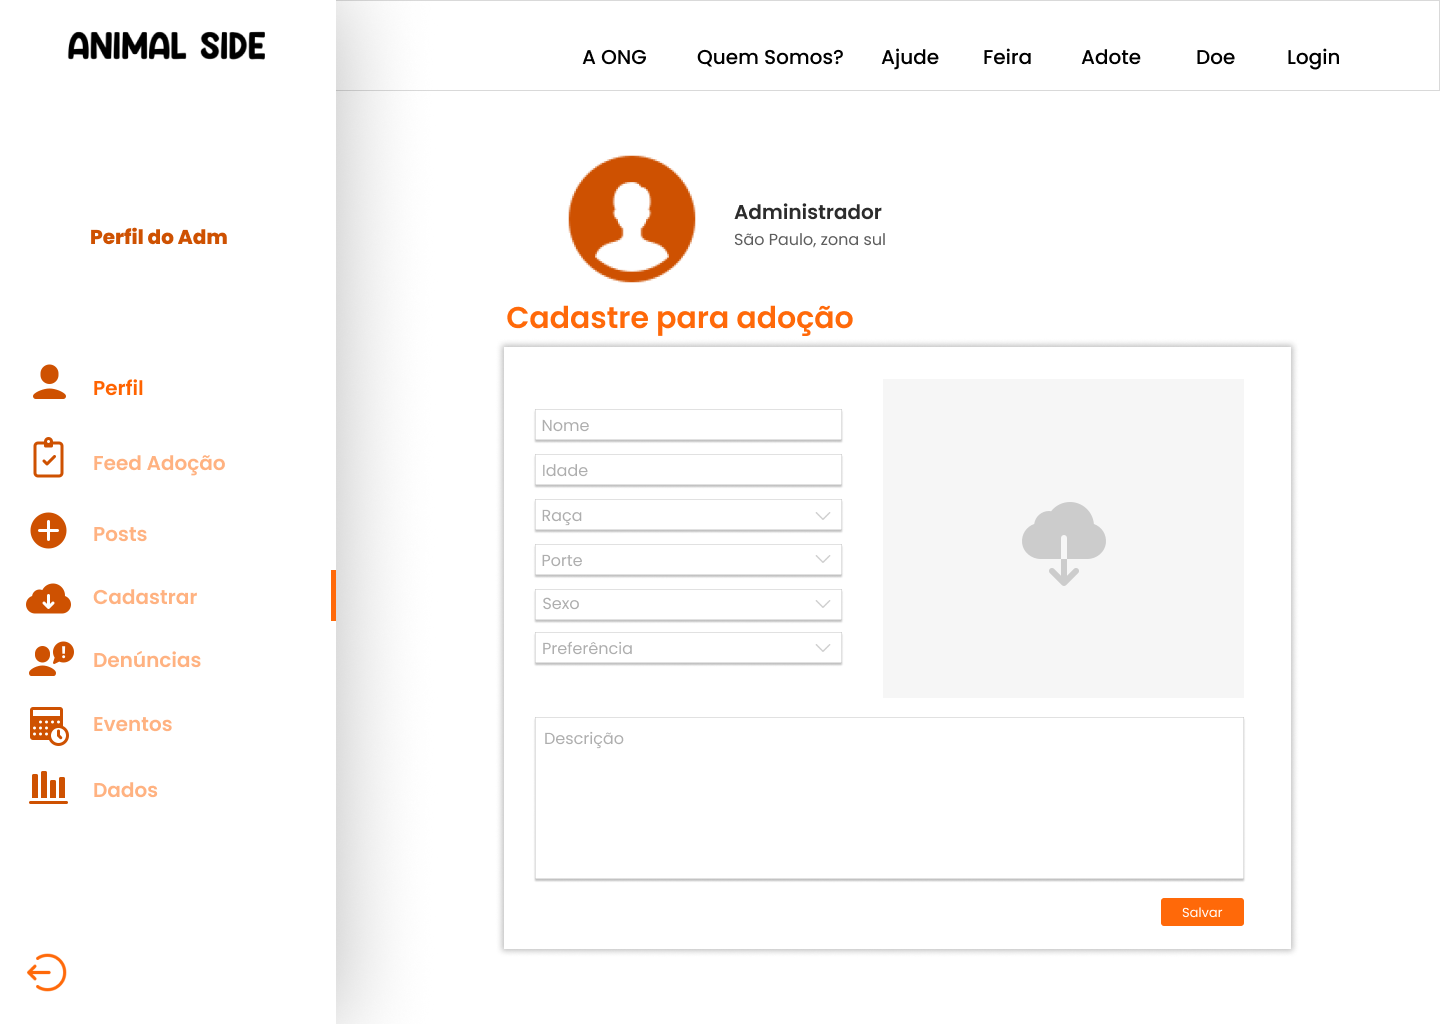 ANIMAL SIDE
A ONG Quem Somos? Ajude Feira Adote Doe Login
Perfil do Adm
Perfil
Feed Adoção
Posts
Cadastrar
Denúncias
Eventos
Dados
Administrador
São Paulo, zona sul
Cadastre para adoção
Nome
Idade
Raça
Porte
Sexo
Preferência
Descrição
Salvar